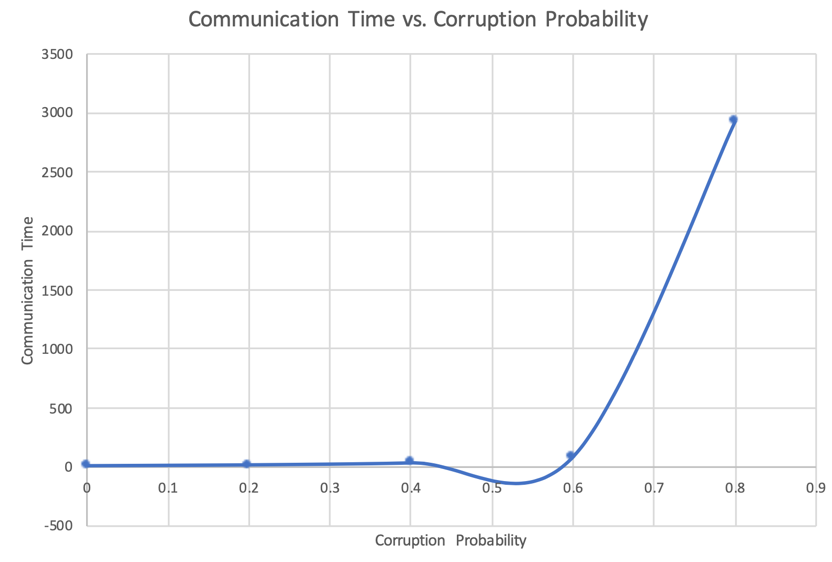 Communication Time vs. Corruption Probability
3500
3000
2500
2000
1500
1000
500
0
-500
Communication Time
0 0.1 0.2 0.3 0.4 0.5 0.6 0.7 0.8 0.9
Corruption Probability